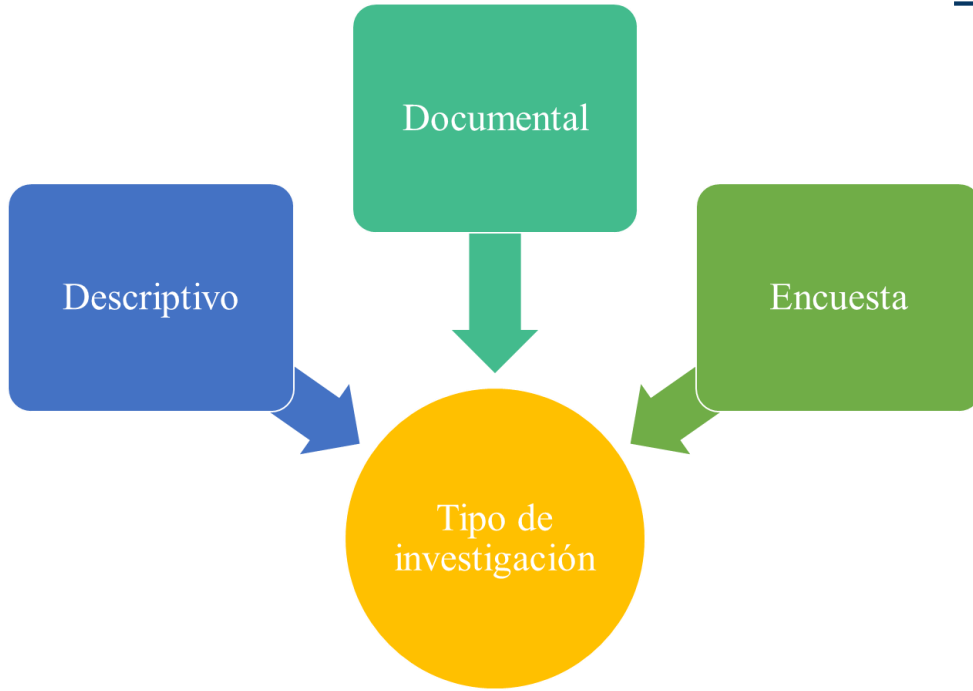 Documental
Descriptivo
Encuesta
Tipo de
investigación